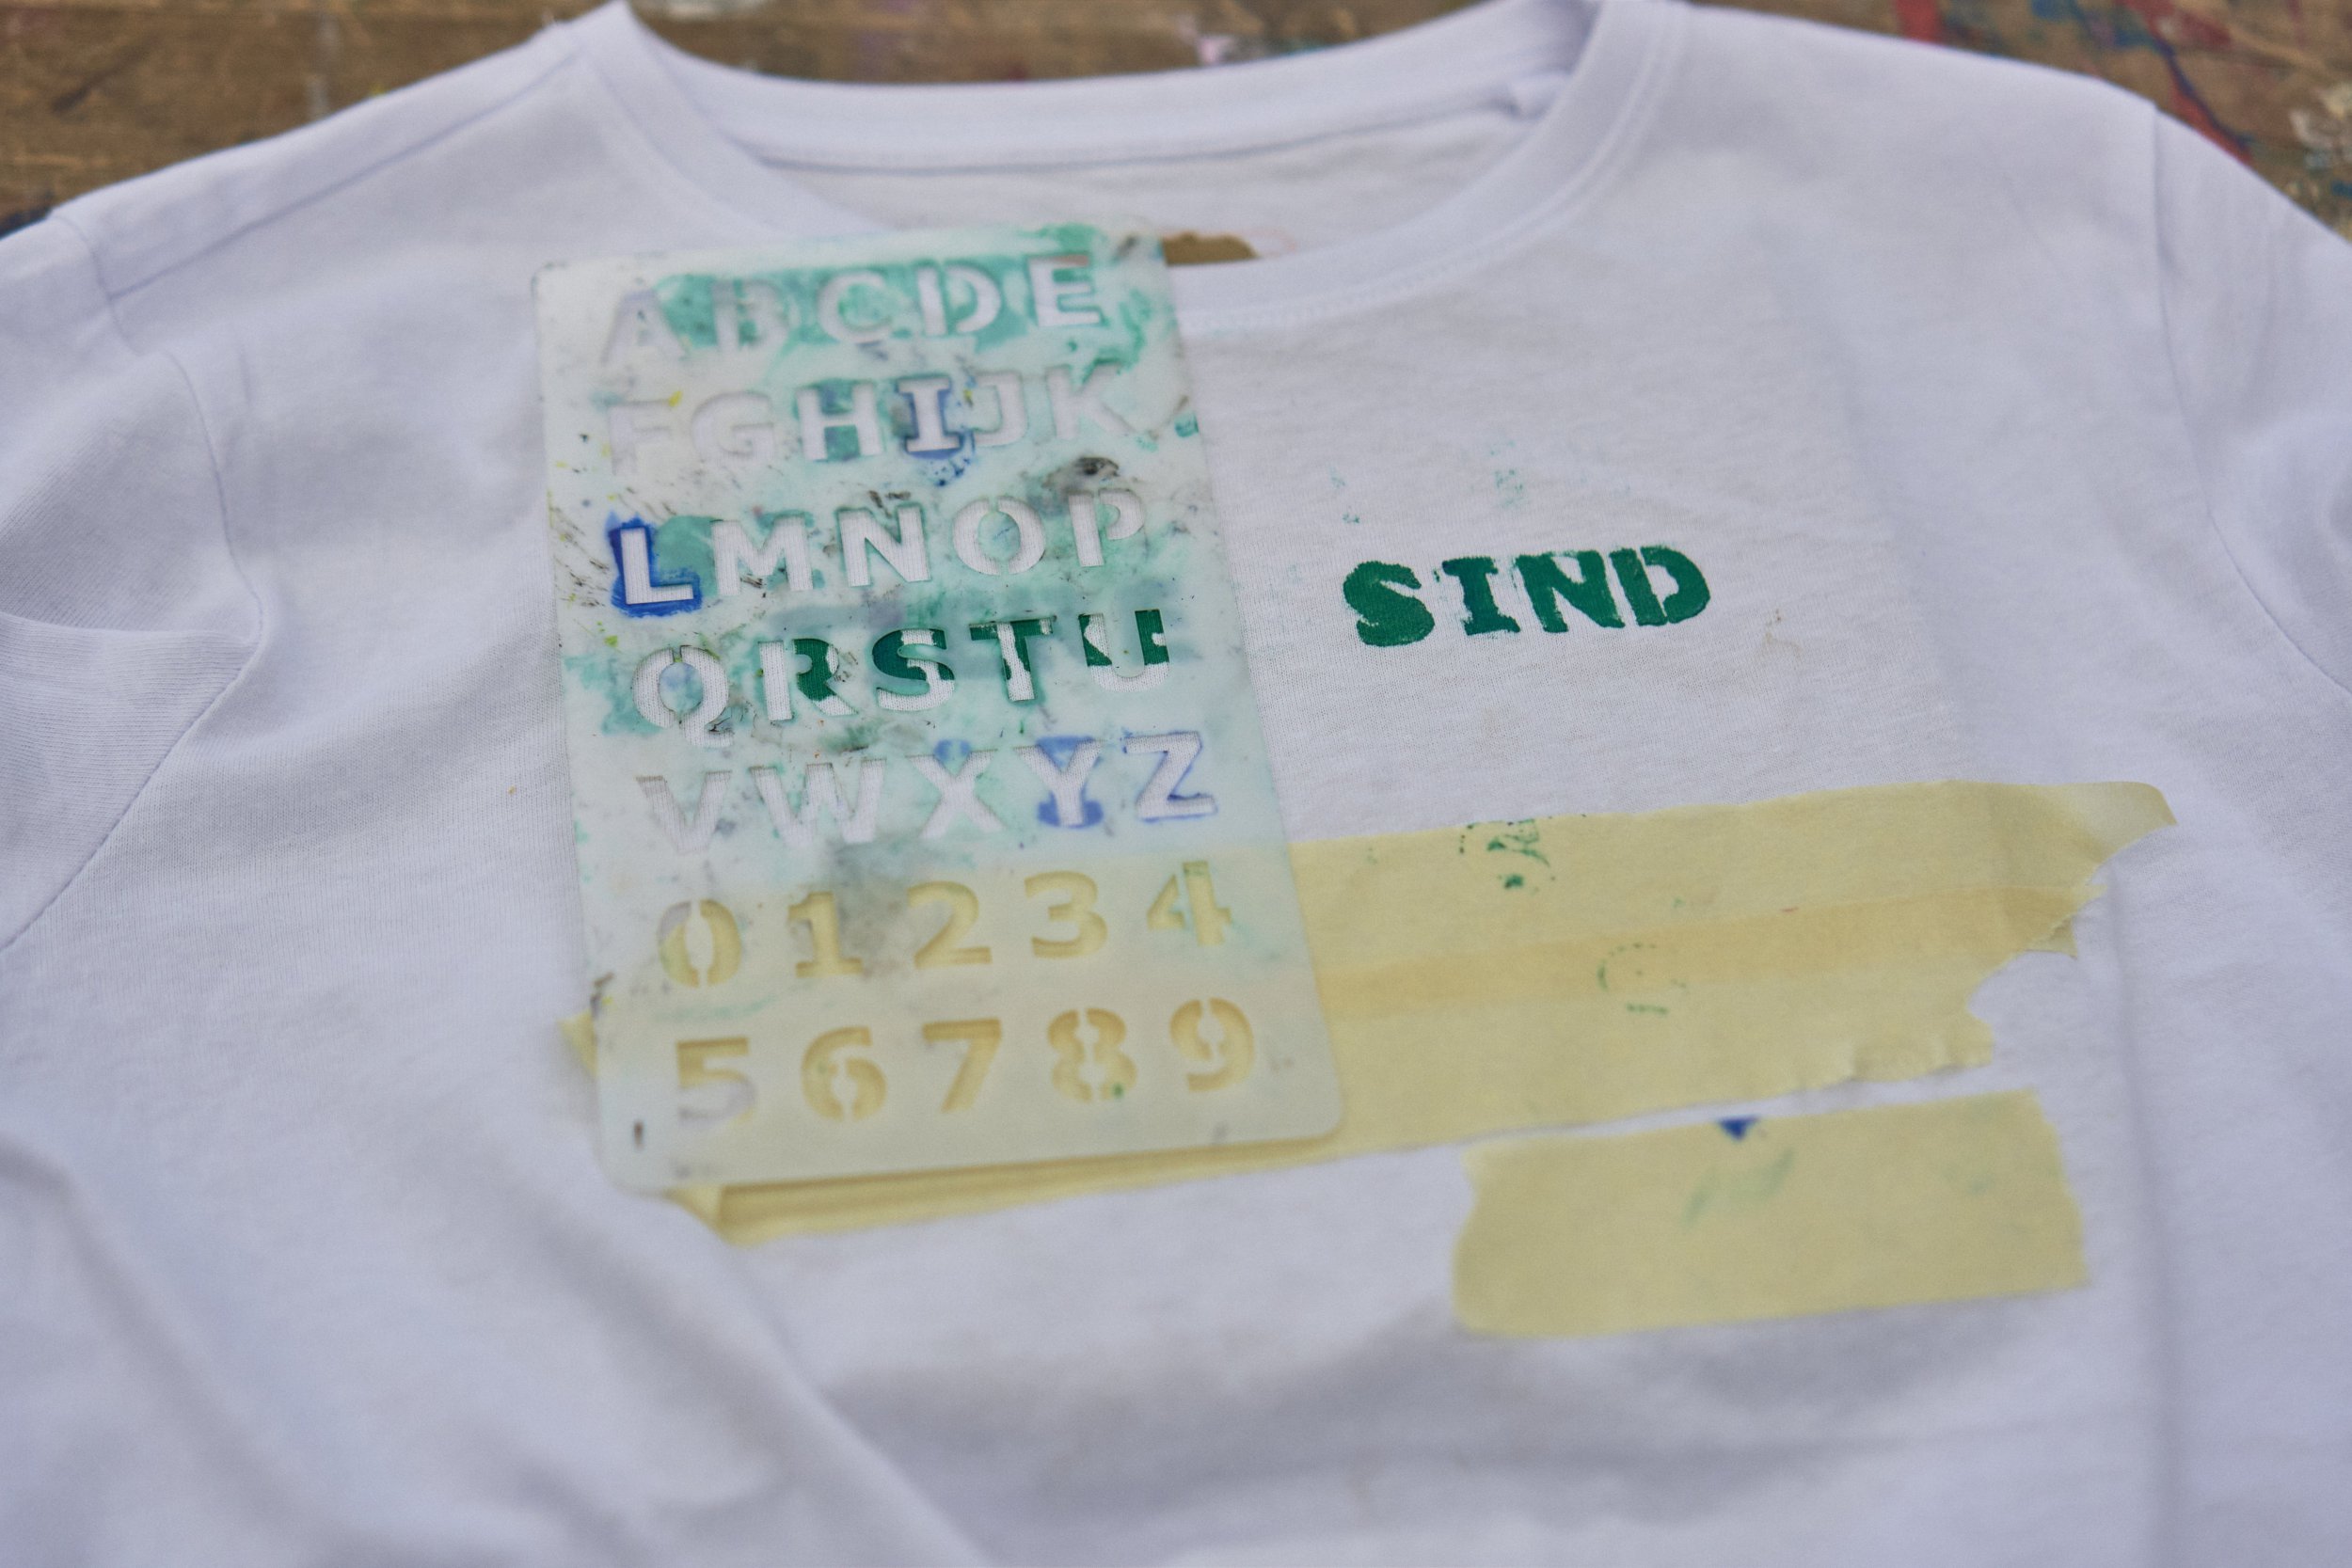 ABCDE
FGHIJK
LMNOP
QRSTU
VWXYZ
01234
56789
SIND